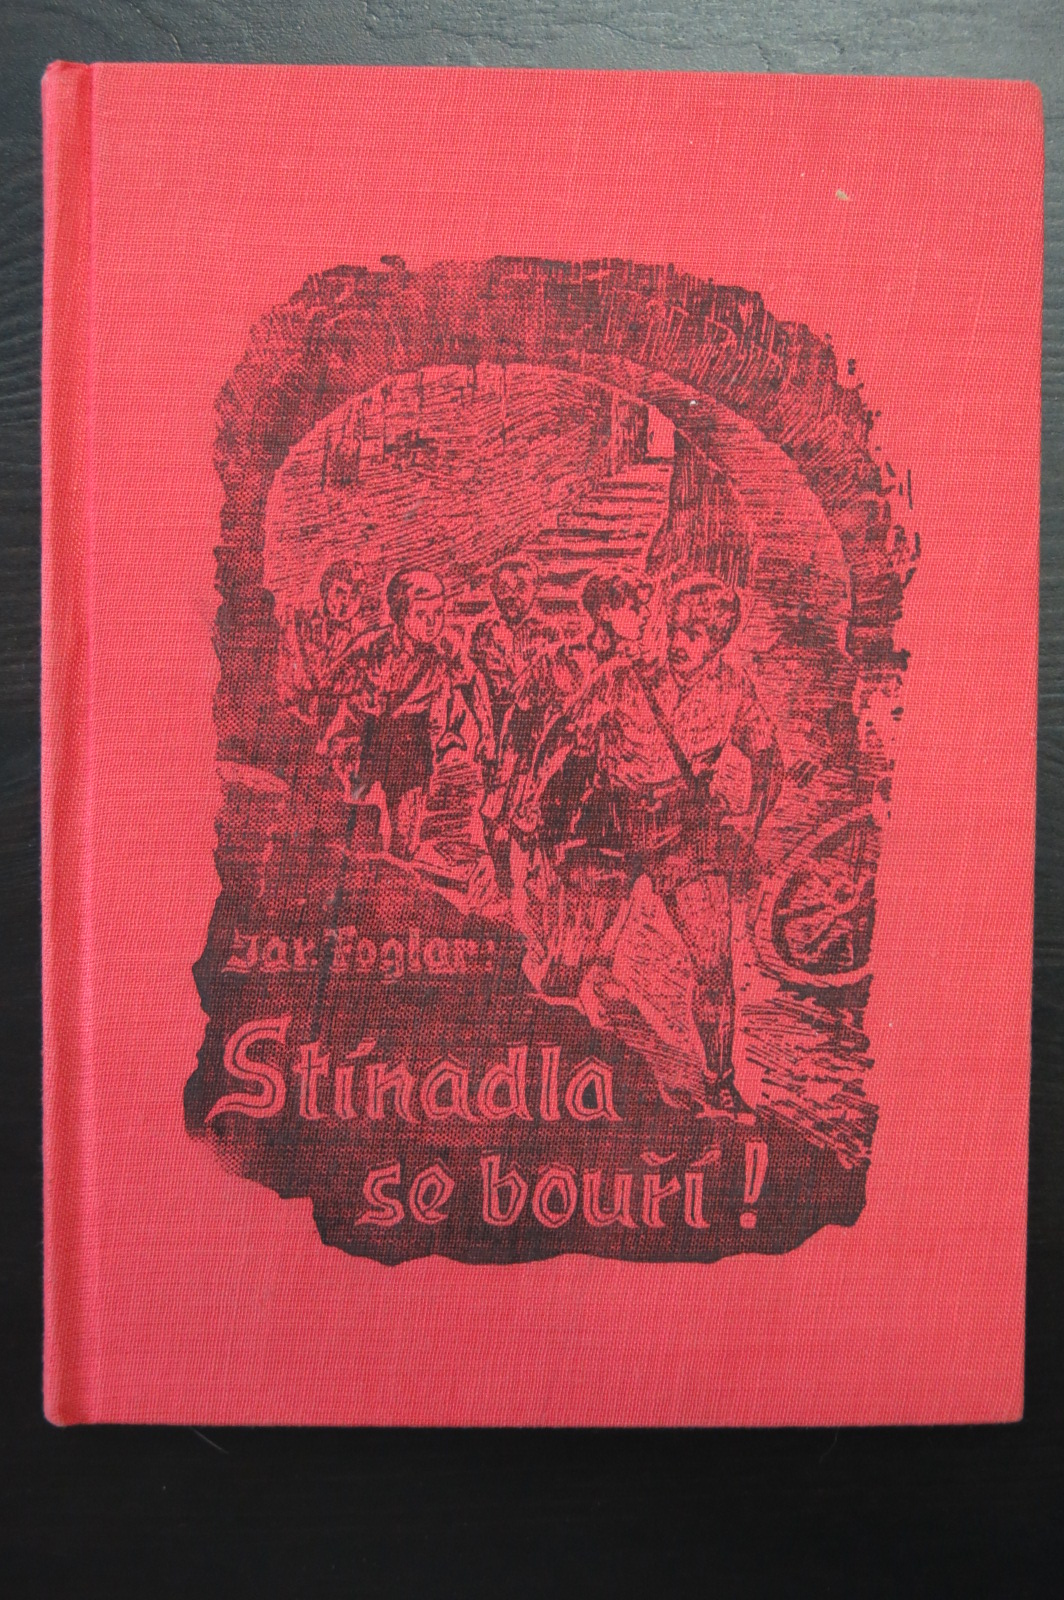 Jar. Foglar:
Stínadla
se bouří!